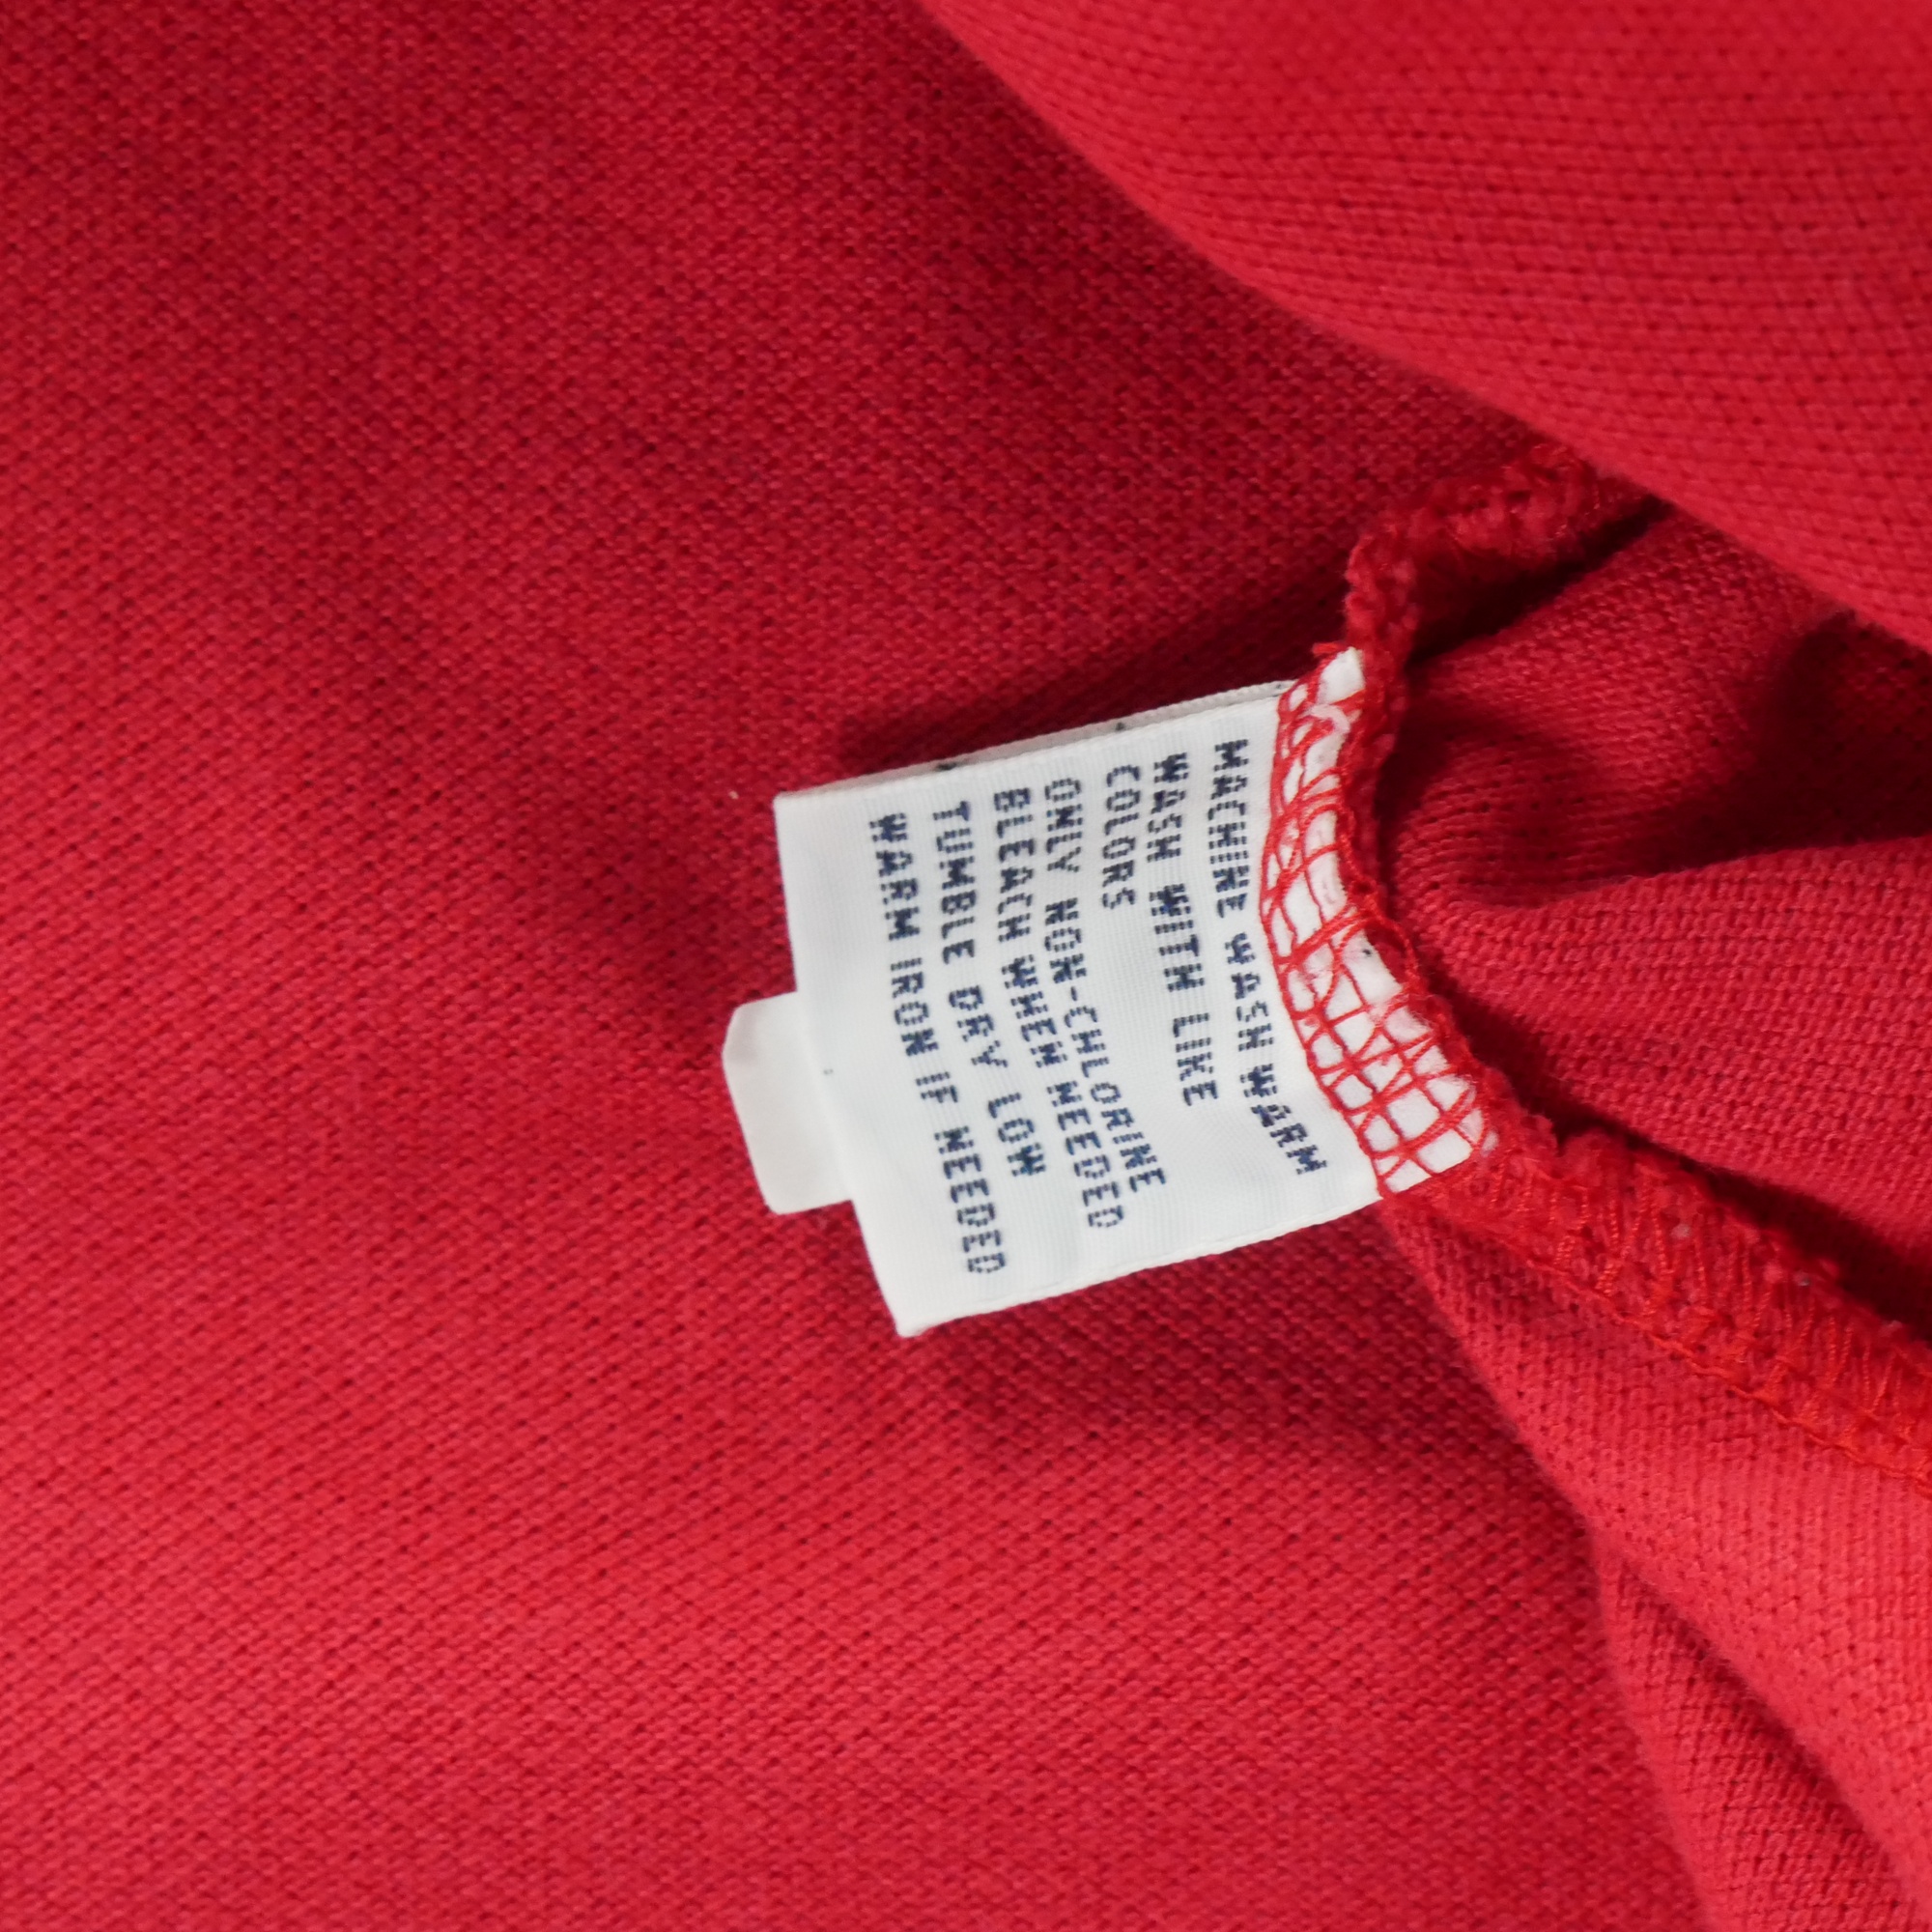 MACHINE WASH WARM
WASH WITH LIKE
COLORS
ONLY NON-CHLORINE
BLEACH WHEN NEEDED
TUMBLE DRY LOW
WARM IRON IF NEEDED